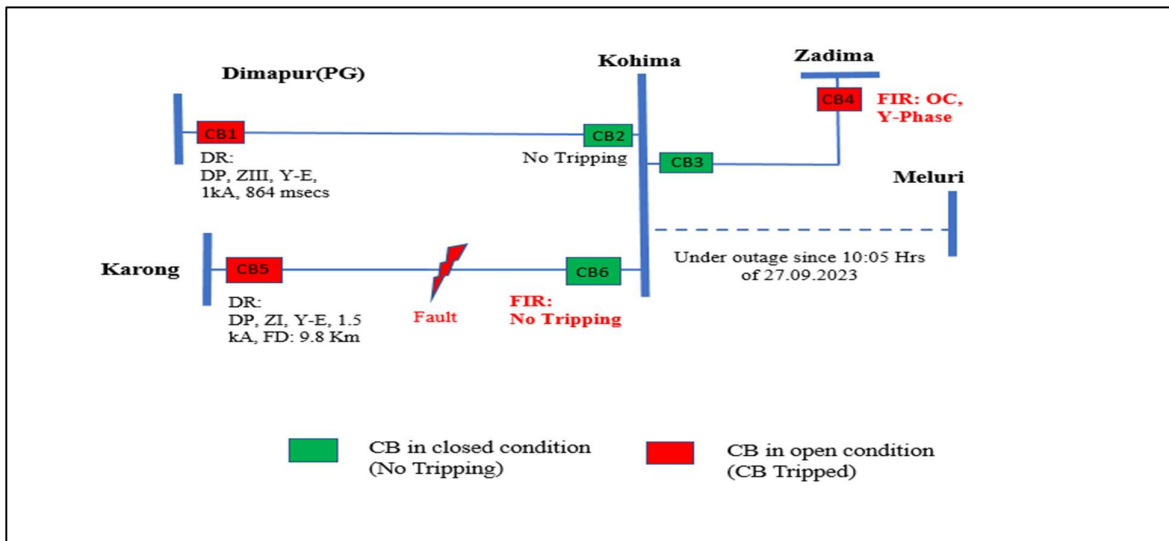 Dimapur(PG)
Kohima
Zadima
CB1
CB2
CB4
FIR: OC,
Y-Phase
No Tripping
CB3
DR:
DP, ZIII, Y-E,
1kA, 864 msecs
Meluri
Karong
CB5
CB6
Under outage since 10:05 Hrs
of 27.09.2023
DR:
DP, ZI, Y-E, 1.5
kA, FD: 9.8 Km
Fault
FIR:
No Tripping
CB in closed condition
(No Tripping)
CB in open condition
(CB Tripped)